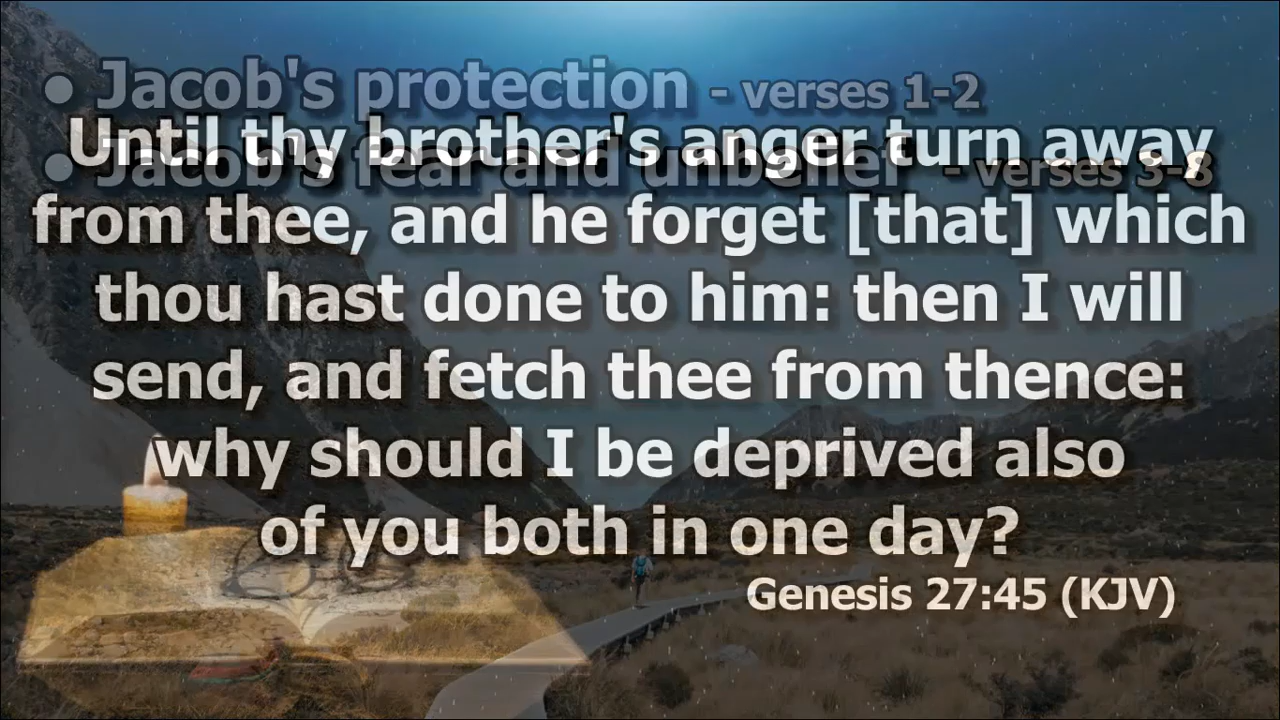 ● Jacob's protection - verses 1-2
Until thy brother's anger turn away
● Jacob's fear and unbelief - verses 3-8
from thee, and he forget [that] which
thou hast done to him: then I will
send, and fetch thee from thence:
why should I be deprived also
of you both in one day?
Genesis 27:45 (KJV)